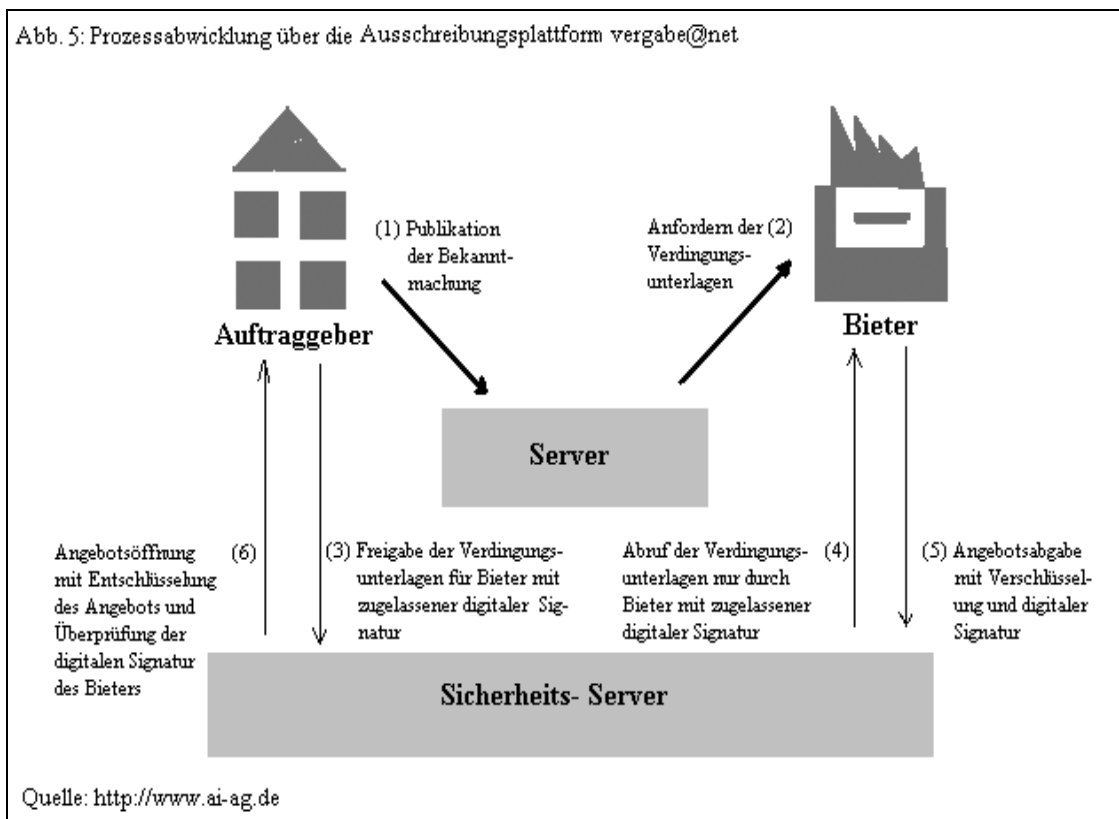 Abb. 5: Prozessabwicklung über die Ausschreibungsplattform vergabe@net
(1) Publikation
der Bekannt-
machung
Anfordern der (2)
Verdingungs-
unterlagen
Auftraggeber
Bieter
Server
Angebotsöffnung (6)
mit Entschlüsselung
des Angebots und
Überprüfung der
digitalen Signatur
des Bieters
(3) Freigabe der Verdingungs-
unterlagen für Bieter mit
zugelassener digitaler Sig-
natur
Abruf der Verdingungs- (4)
unterlagen nur durch
Bieter mit zugelassener
digitaler Signatur
(5) Angebotsabgabe
mit Verschlüssel-
ung und digitaler
Signatur
Sicherheits- Server
Quelle: http://www.ai-ag.de